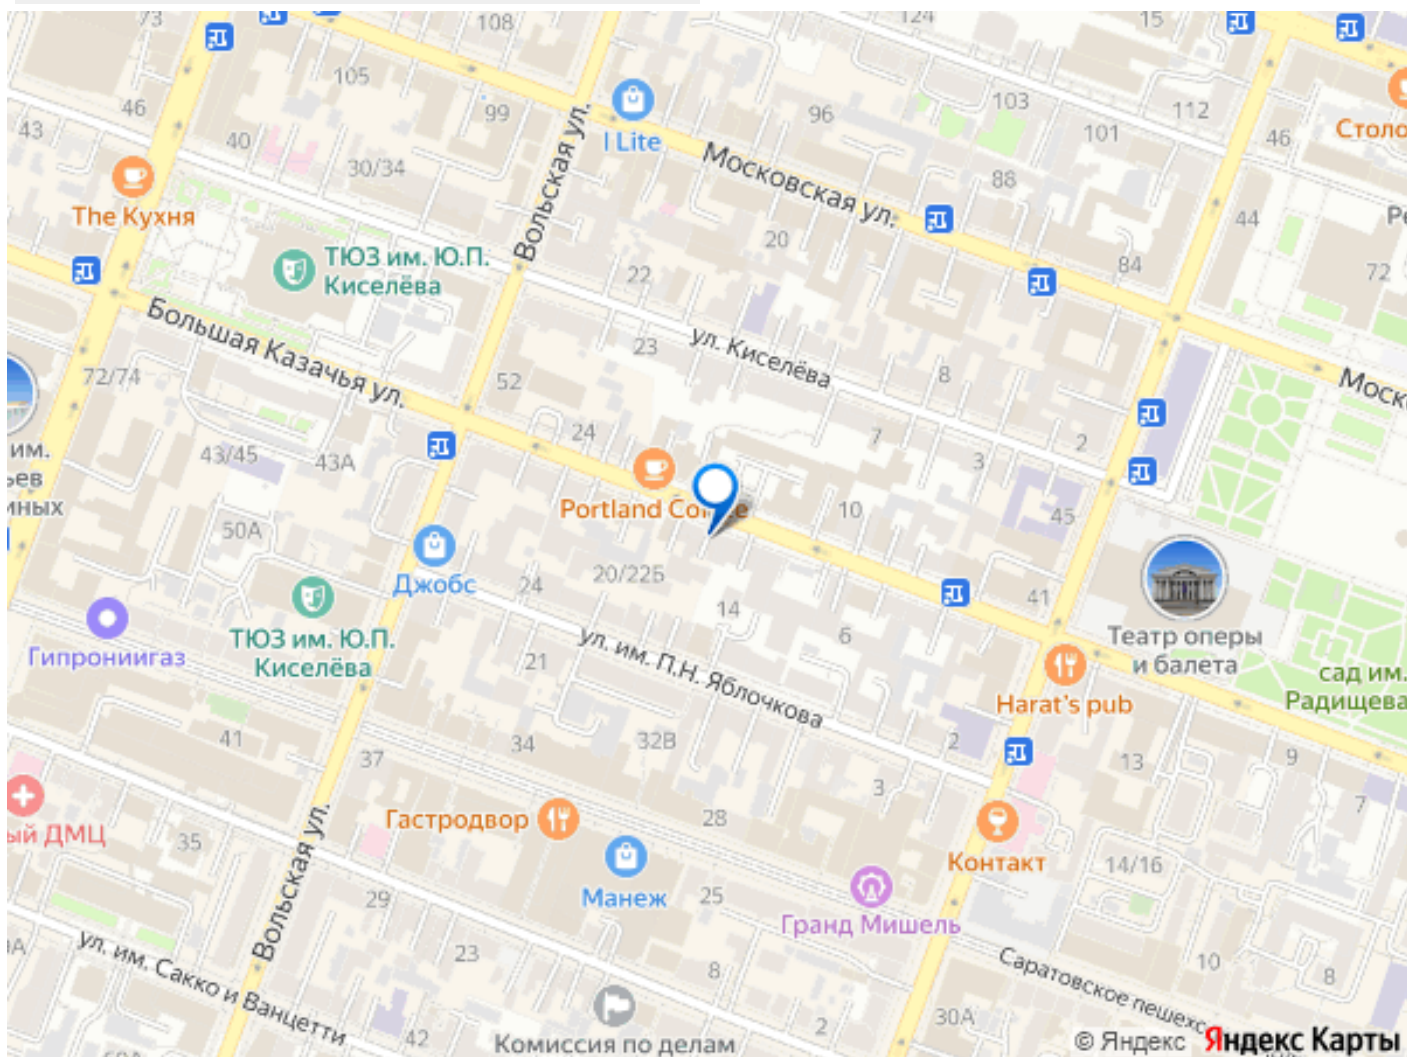 73
108
124
15
105
46
99
I Lite
96
103
112
43
40
101
46
Столо
30/34
Вольская ул.
Московская ул.
88
The Кухня
44
20
ТЮЗ им. Ю.П.
Киселёва
22
84
72
Большая Казачья ул.
23
ул. Киселёва
72/74
52
8
Моск
24
7
2
им.
43/45
43А
3
ьев
Portland Co
10
45
50А
Джобс
24
20/22Б
14
41
Театр оперы
и балета
ТЮЗ им. Ю.П.
Киселёва
ул. им. П.Н. Яблочкова
6
Гипрониигаз
21
сад им.
Радищева
Harat's pub
41
34
32В
2
13
9
37
3
7
Гастродвор
28
ый ДМЦ
35
Контакт
14/16
Манеж
25
29
Гранд Мишель
Вольская ул.
23
ул. им. Сакко и Ванцетти
8
Саратовское пешехо
10
8
42
2
30А
Комиссия по делам
© Яндекс Яндекс Карты